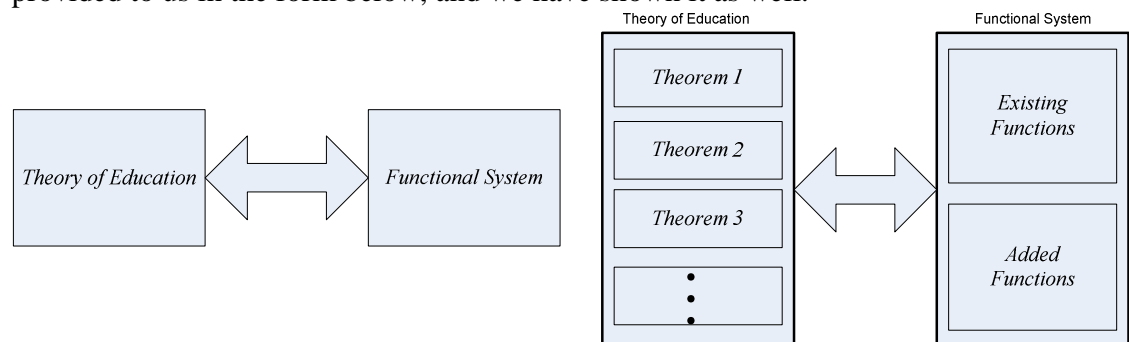 provided to us in the form below, and we have shown it as well.
Theory of Education
Functional System
Theory of Education
Theorem 1
Theorem 2
Theorem 3
Functional System
Existing
Functions
Added
Functions